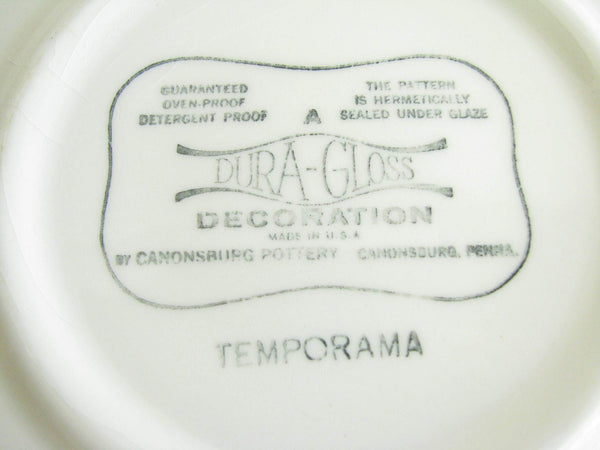 GUARANTEED
OVEN-PROOF
DETERGENT PROOF
THE PATTERN
IS HERMETICALLY
SEALED UNDER GLAZE
A
DURA-GLOSS
DECORATION
MADE IN U.S.A
BY CANONSBURG POTTERY CANONSBURG, PENNA.
TEMPORAMA